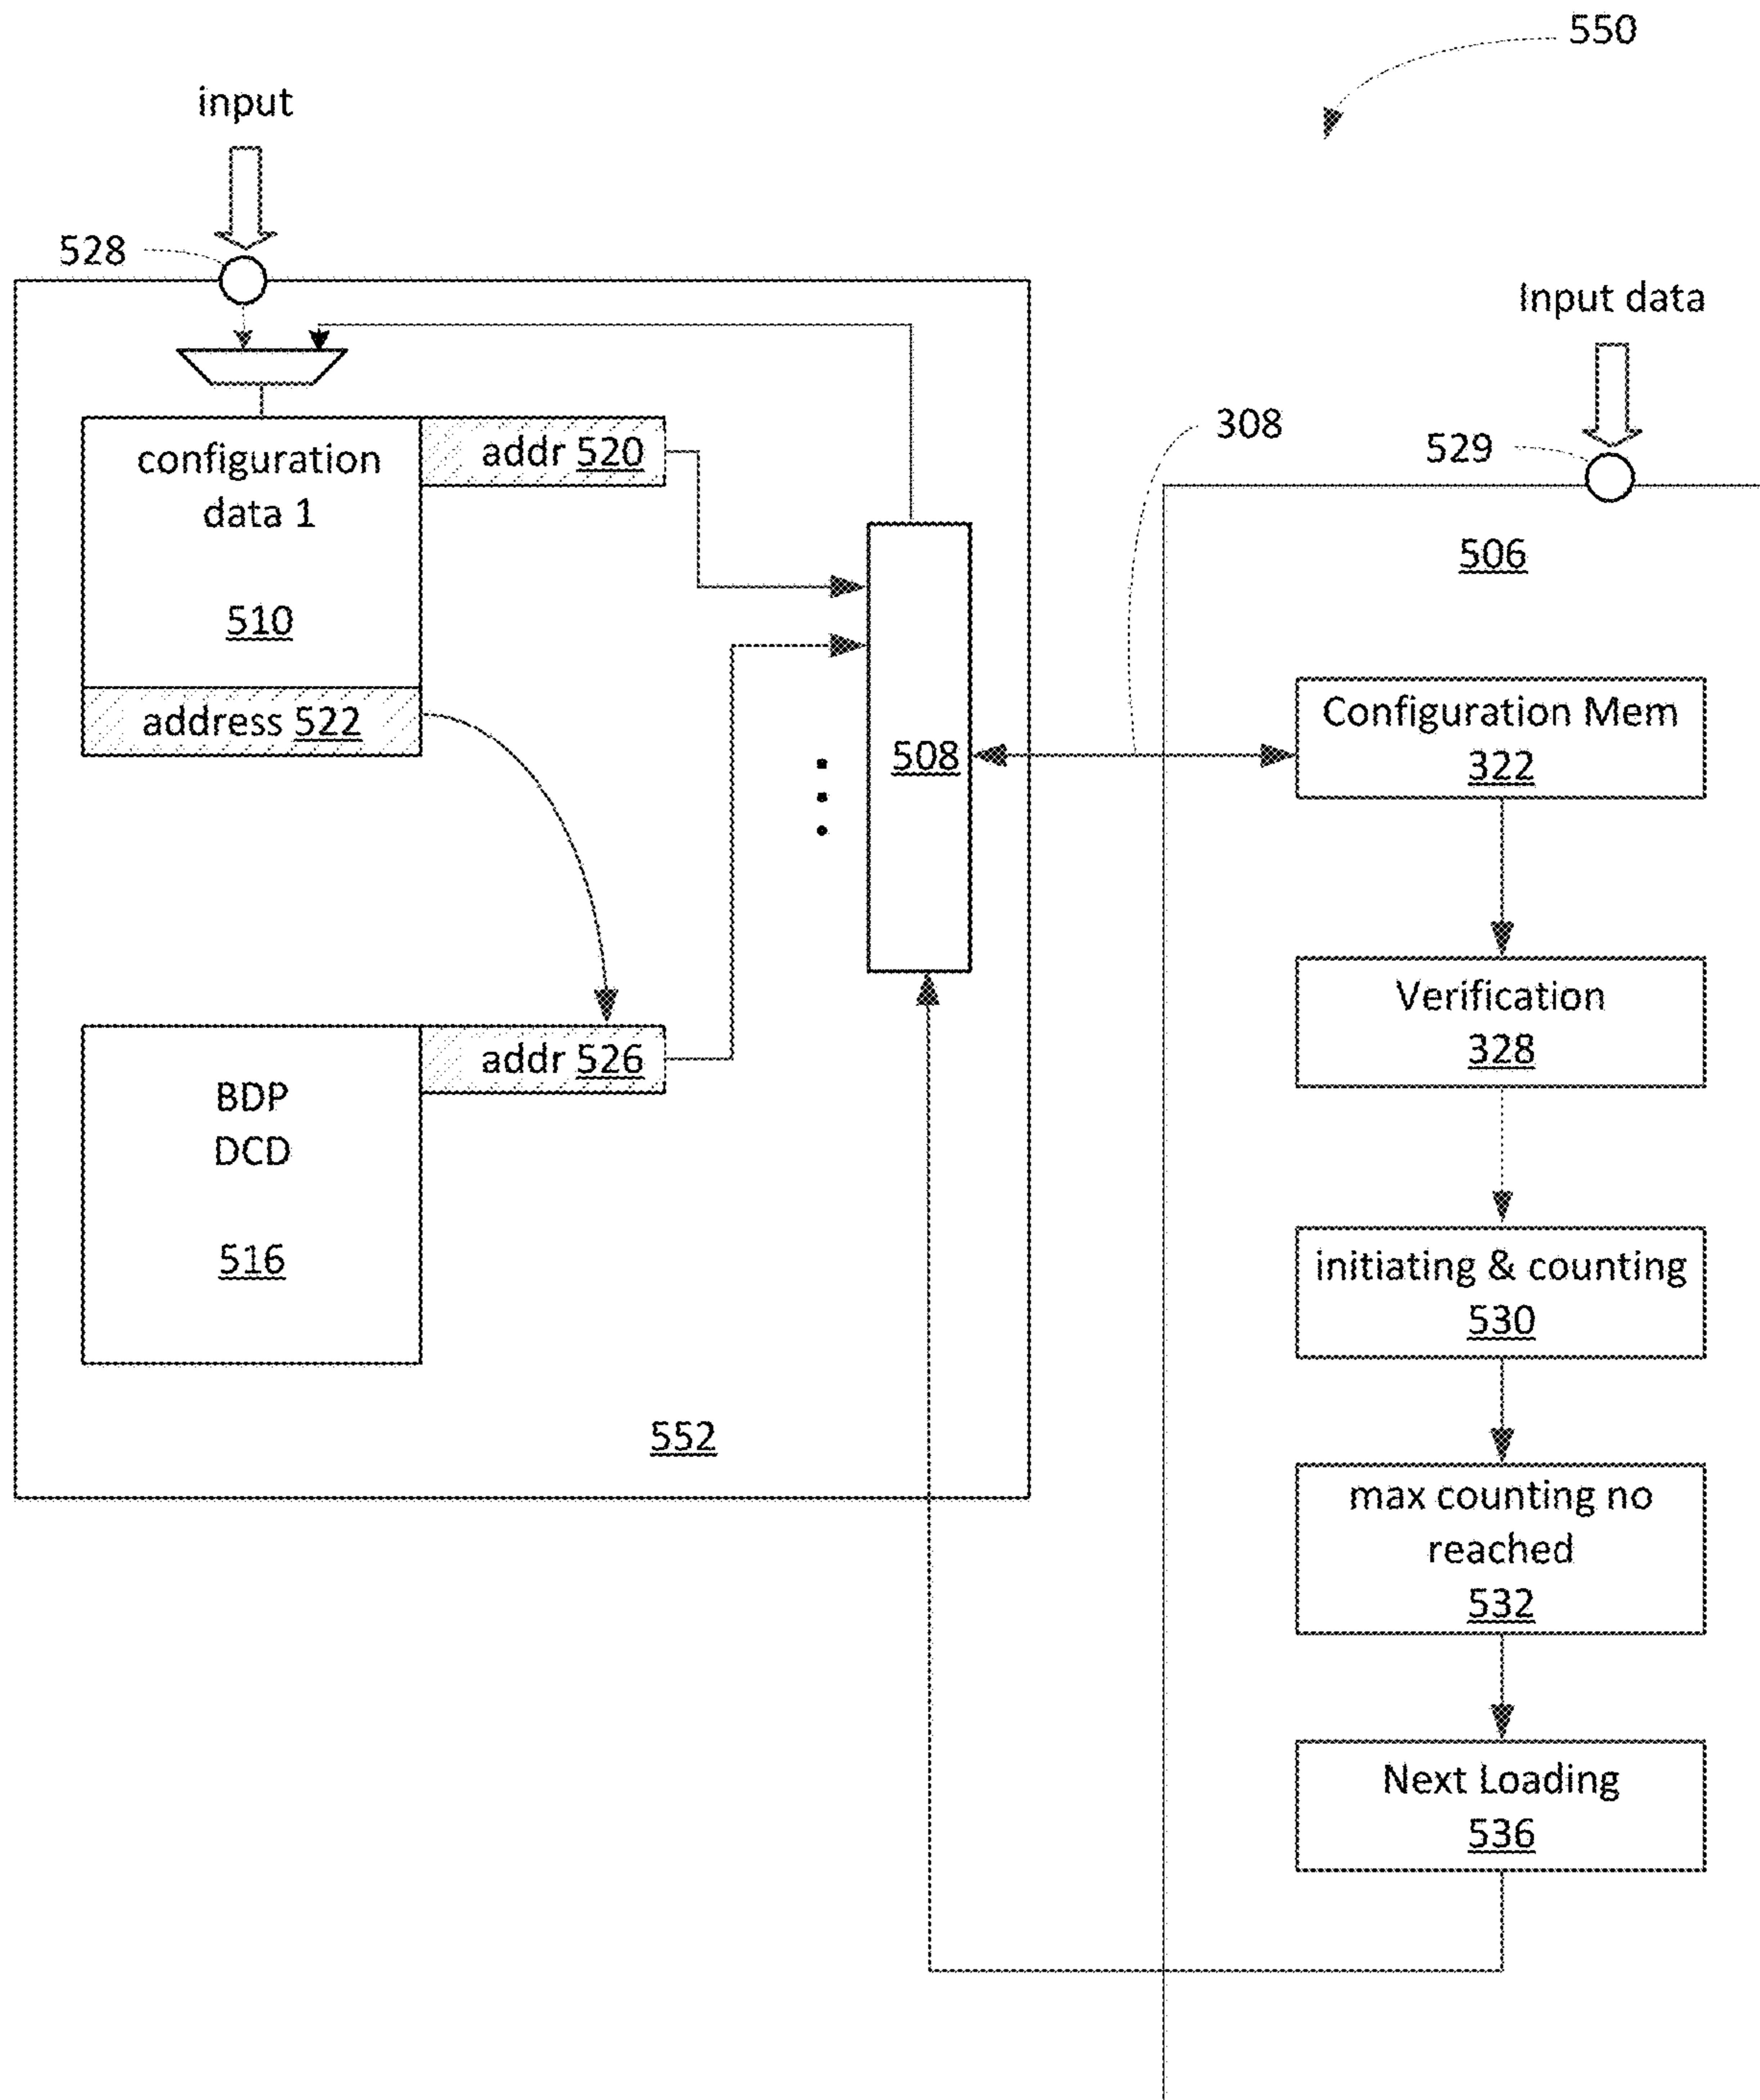 550
input
528
Input data
308
529
configuration
data 1
510
addr 520
address 522
506
508
Configuration Mem
322
Verification
328
BDP
DCD
516
addr 526
initiating & counting
530
552
max counting no
reached
532
Next Loading
536